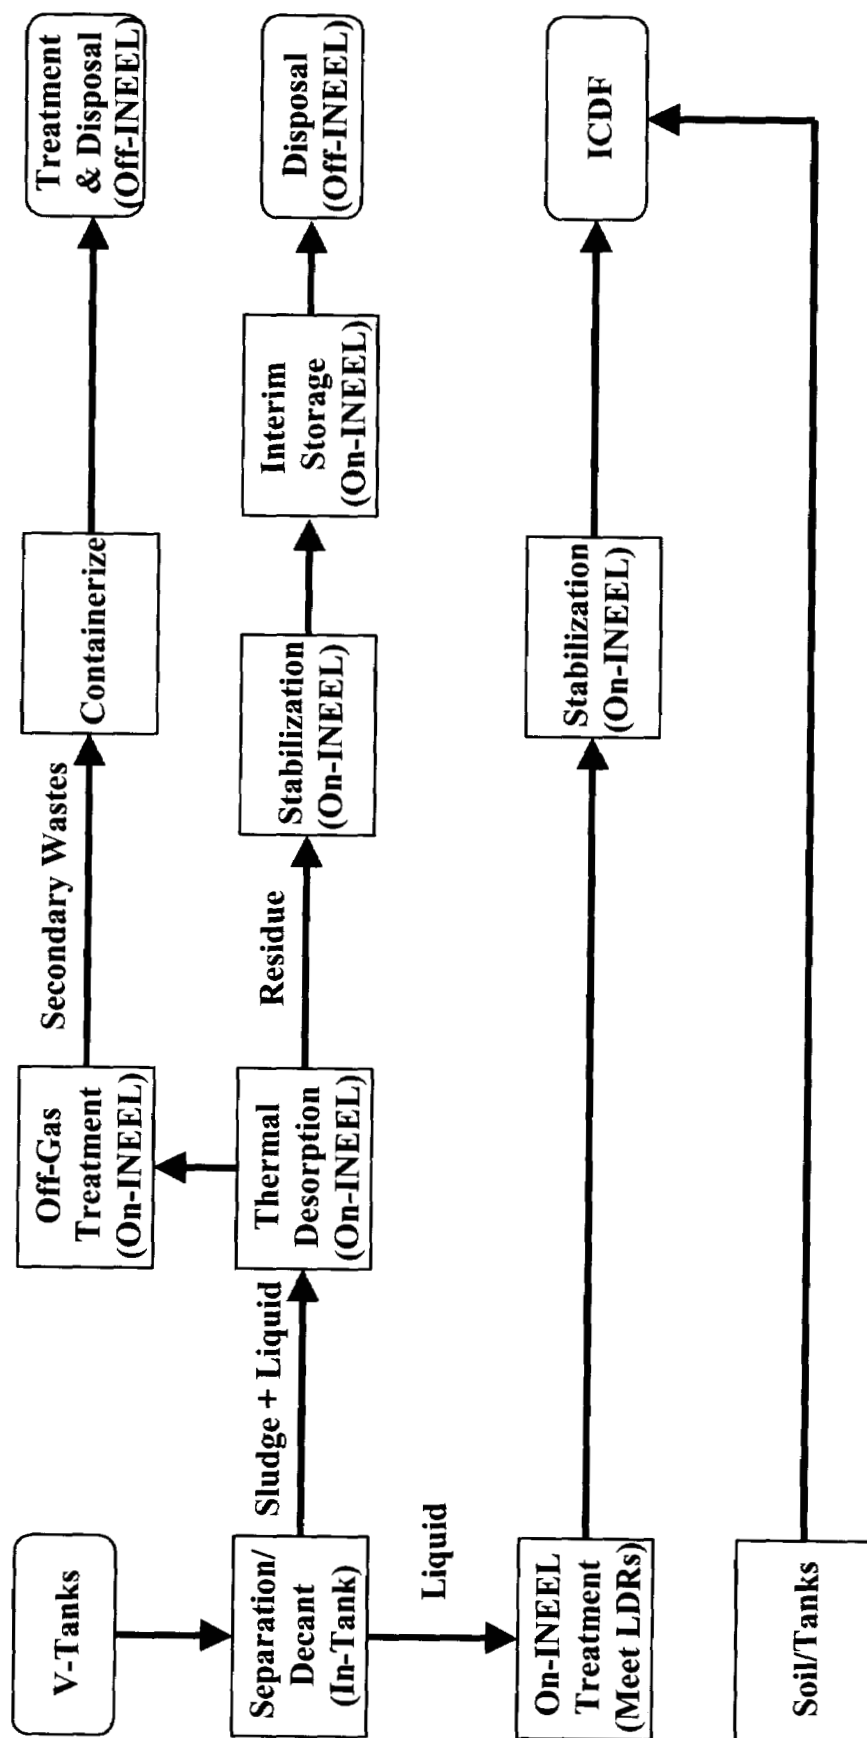 V-Tanks
Separation/
Decant
(In-Tank)
Sludge + Liquid
Liquid
Off-Gas
Treatment
(On-INEEL)
Thermal
Desorption
(On-INEEL)
Secondary Wastes
Residue
Containerize
Stabilization
(On-INEEL)
Interim
Storage
(On-INEEL)
Treatment
& Disposal
(Off-INEEL)
Disposal
(Off-INEEL)
On-INEEL
Treatment
(Meet LDRs)
Stabilization
(On-INEEL)
ICDF
Soil/Tanks